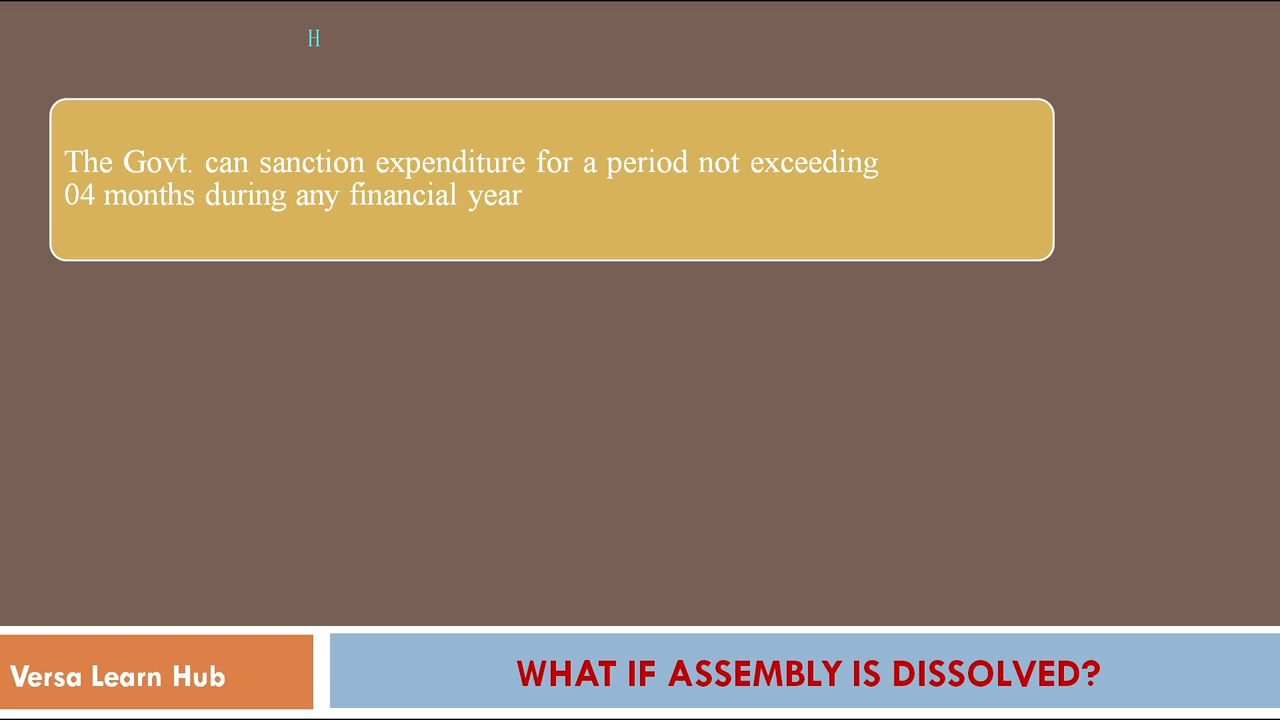 H
The Govt. can sanction expenditure for a period not exceeding
04 months during any financial year
Versa Learn Hub
WHAT IF ASSEMBLY IS DISSOLVED?